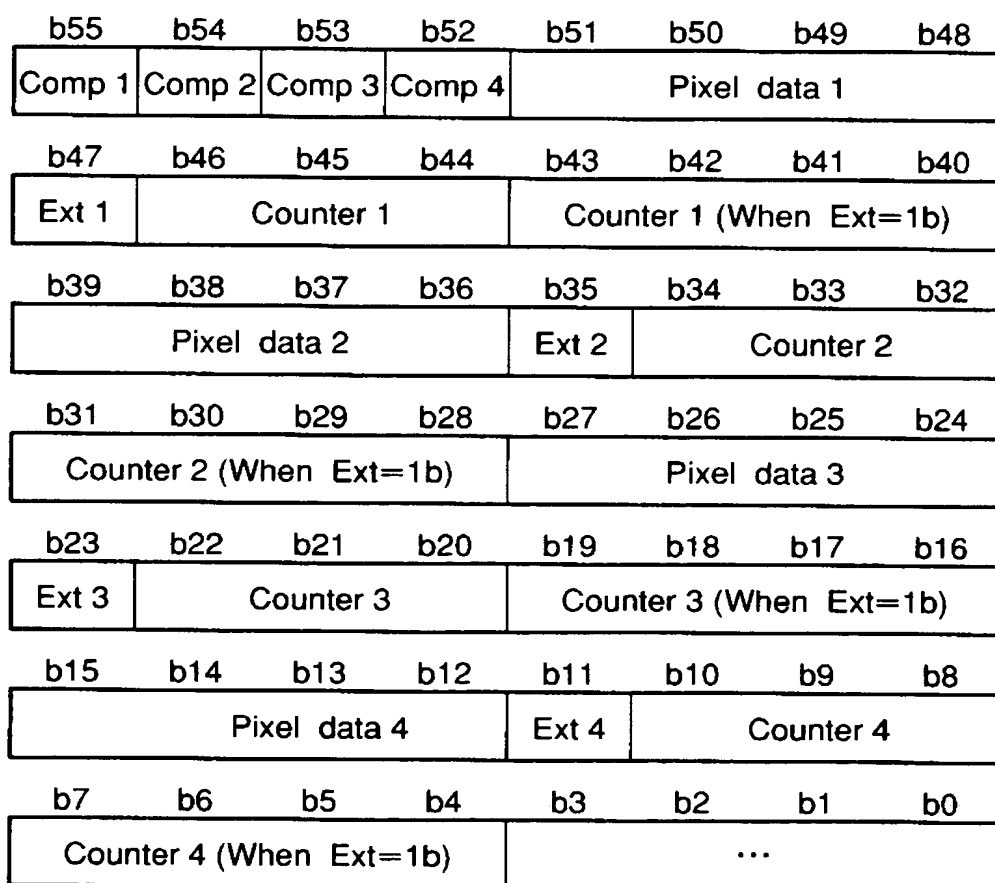 b55 b54 b53 b52 b51 b50 b49 b48
Comp 1 Comp 2 Comp 3 Comp 4 Pixel data 1
b47 b46 b45 b44 b43 b42 b41 b40
Ext 1 Counter 1 Counter 1 (When Ext=1b)
b39 b38 b37 b36 b35 b34 b33 b32
Pixel data 2 Ext 2 Counter 2
b31 b30 b29 b28 b27 b26 b25 b24
Counter 2 (When Ext=1b) Pixel data 3
b23 b22 b21 b20 b19 b18 b17 b16
Ext 3 Counter 3 Counter 3 (When Ext=1b)
b15 b14 b13 b12 b11 b10 b9 b8
Pixel data 4 Ext 4 Counter 4
b7 b6 b5 b4 b3 b2 b1 b0
Counter 4 (When Ext=1b) ...